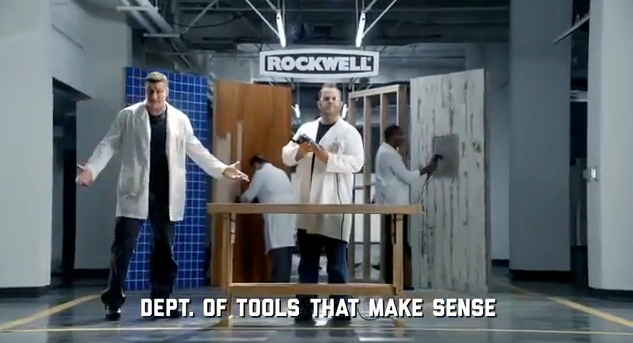 ROCKWELL
DEPT. OF TOOLS THAT MAKE SENSE